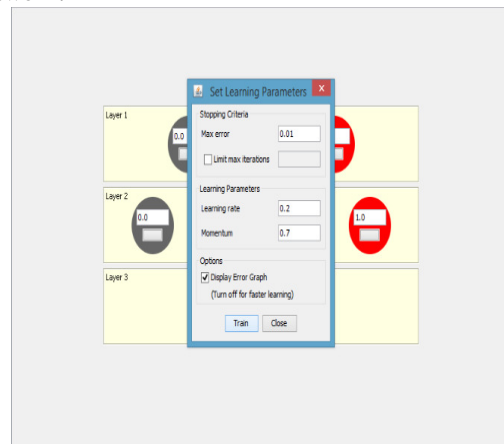 Set Learning Parameters
x
Layer 1
Stopping Criteria
0.0
Max error
0.01
Limit max iterations
Layer 2
Learning Parameters
0.0
Learning rate
0.2
1.0
Momentum
0.7
Layer 3
Options
Display Error Graph
(Turn off for faster learning)
Train
Close